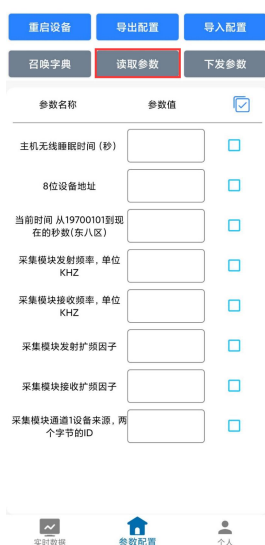 重启设备 导出配置 导入配置
召唤字典 读取参数 下发参数
参数名称 参数值
主机无线睡眠时间 (秒)
8位设备地址
当前时间 从19700101到现
在的秒数(东八区)
采集模块发射频率, 单位
KHZ
采集模块接收频率, 单位
KHZ
采集模块发射扩频因子
采集模块接收扩频因子
采集模块通道1设备来源, 两
个字节的ID
实时数据 参数配置 个人